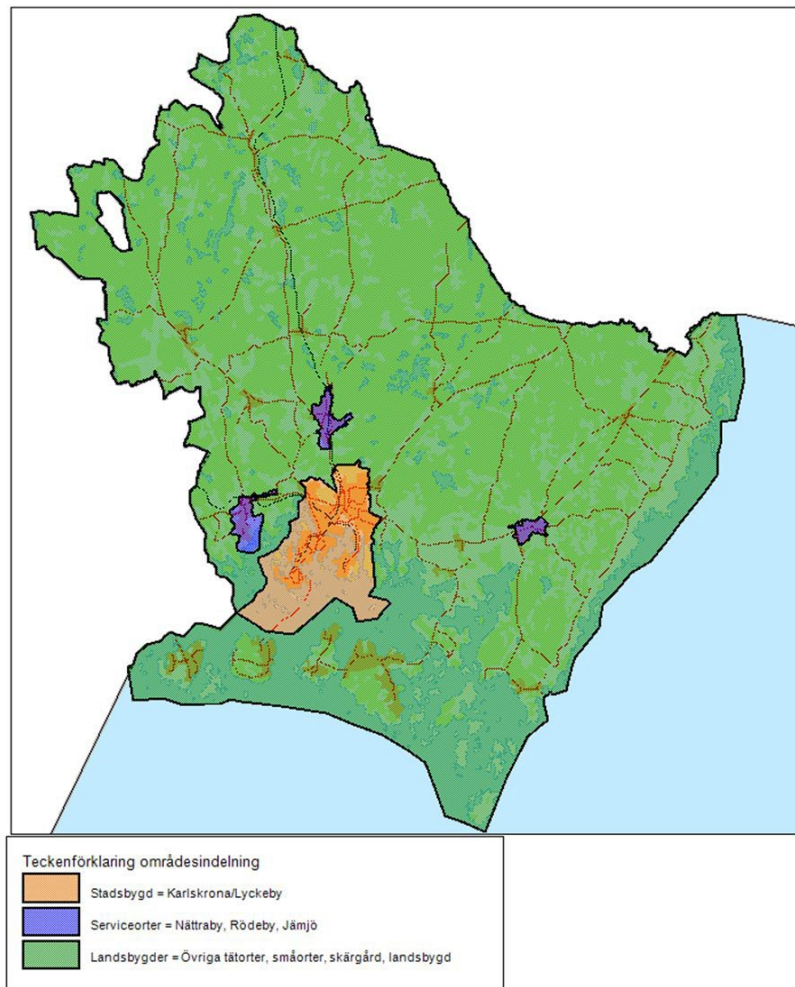 Teckenförklaring områdesindelning
Stadsbygd = Karlskrona/Lyckeby
Serviceorter = Nättraby, Rödeby, Jämjö
Landsbygder = Övriga tätorter, småorter, skärgård, landsbygd